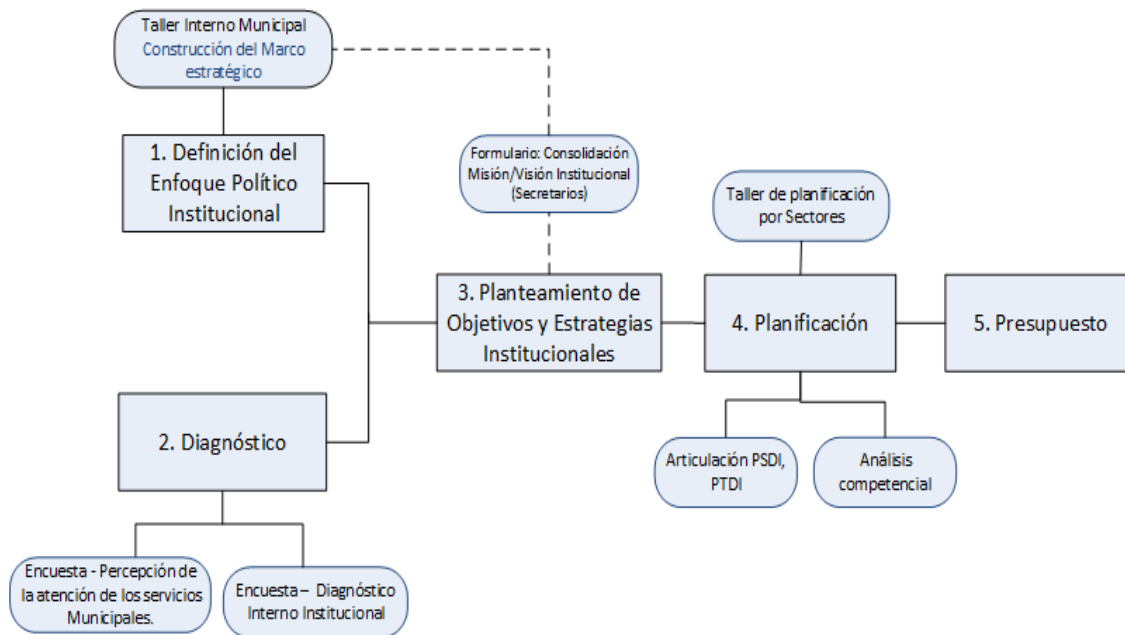 Taller Interno Municipal
Construcción del Marco
estratégico
1. Definición del
Enfoque Político
Institucional
Formulario: Consolidación
Misión/Visión Institucional
(Secretarios)
Taller de planificación
por Sectores
3. Planteamiento de
Objetivos y Estrategias
Institucionales
4. Planificación
5. Presupuesto
2. Diagnóstico
Articulación PSDI,
PTDI
Análisis
competencial
Encuesta - Percepción de
la atención de los servicios
Municipales.
Encuesta – Diagnóstico
Interno Institucional